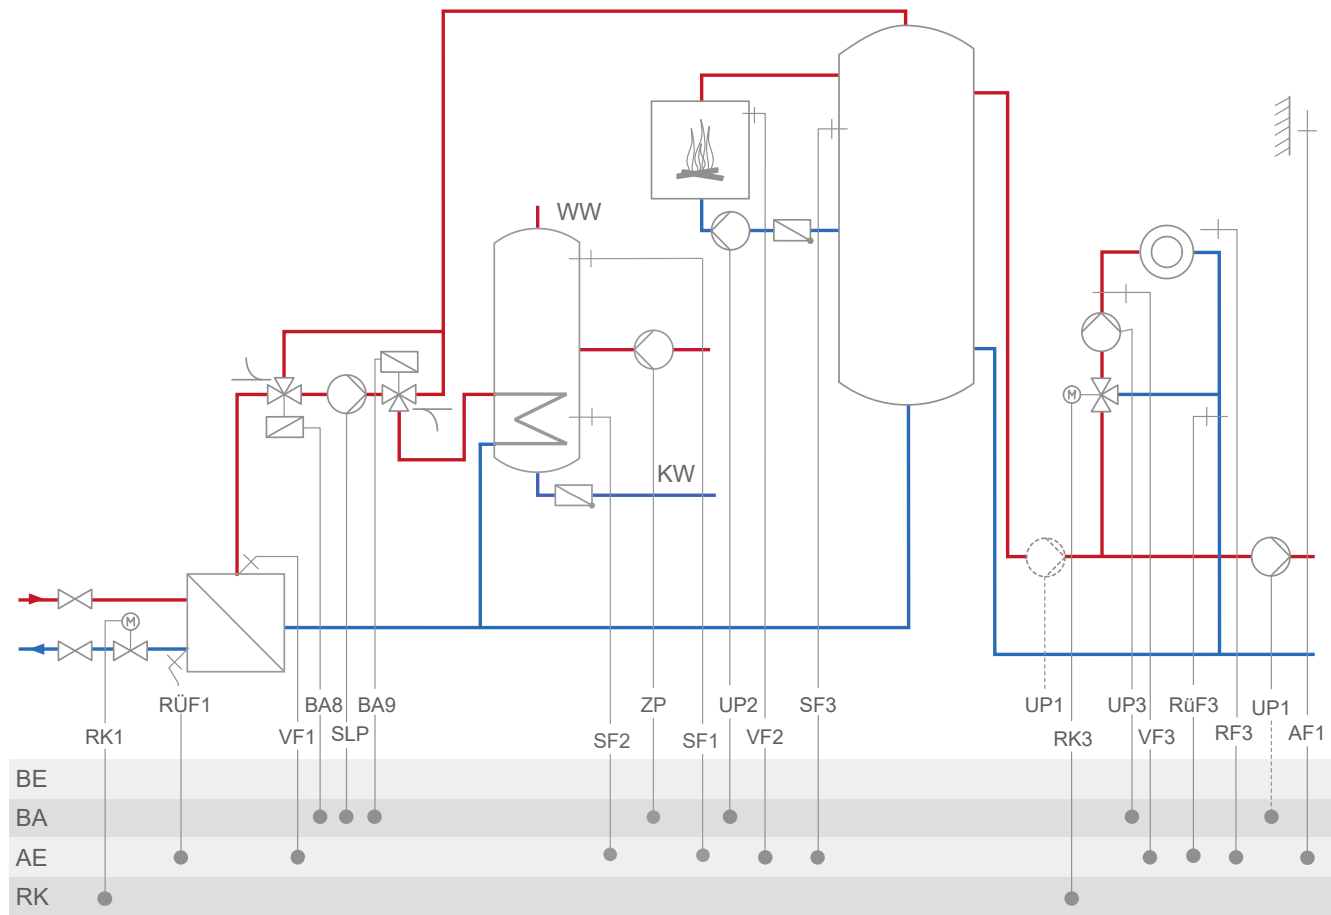 WW
M
KW
M
RÜF1 BA8 BA9 ZP UP2 SF3 UP1 UP3 RüF3 UP1
RK1 VF1 SLP SF2 SF1 VF2 RK3 VF3 RF3 AF1
BE
BA
AE
RK